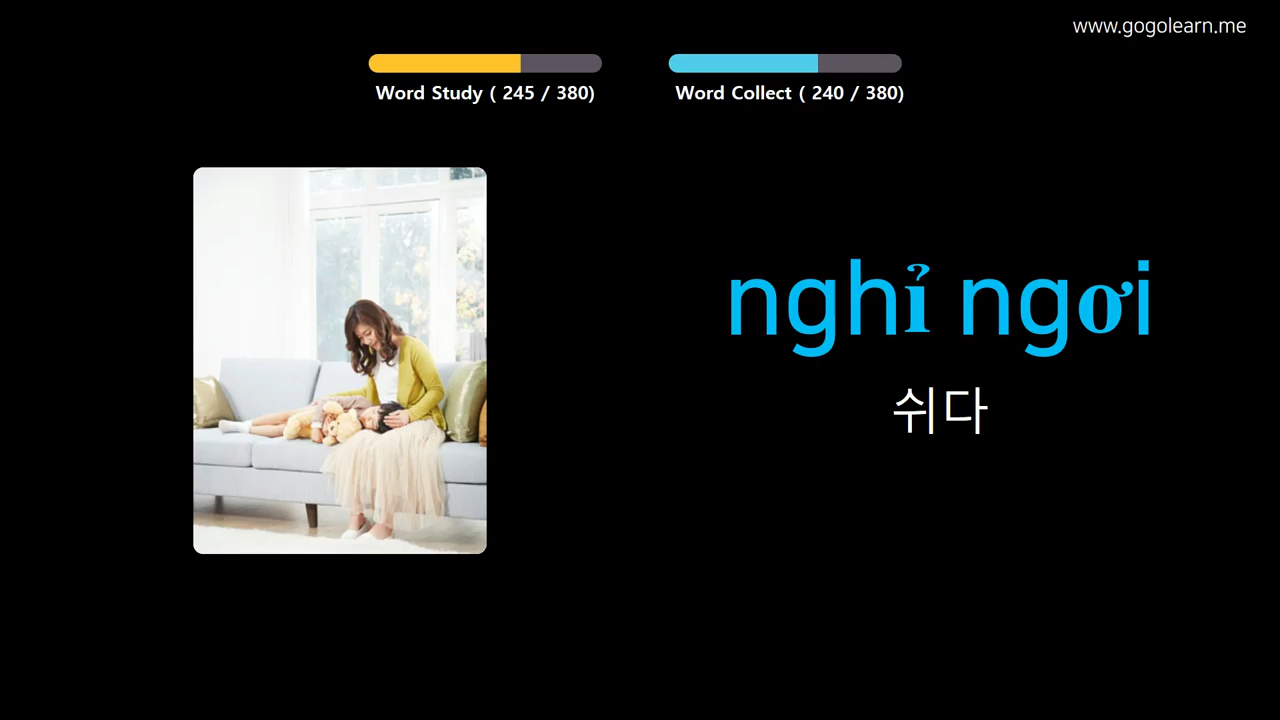 www.gogolearn.me
Word Study ( 245 / 380)
Word Collect ( 240 / 380)
nghỉ ngơi
쉬다